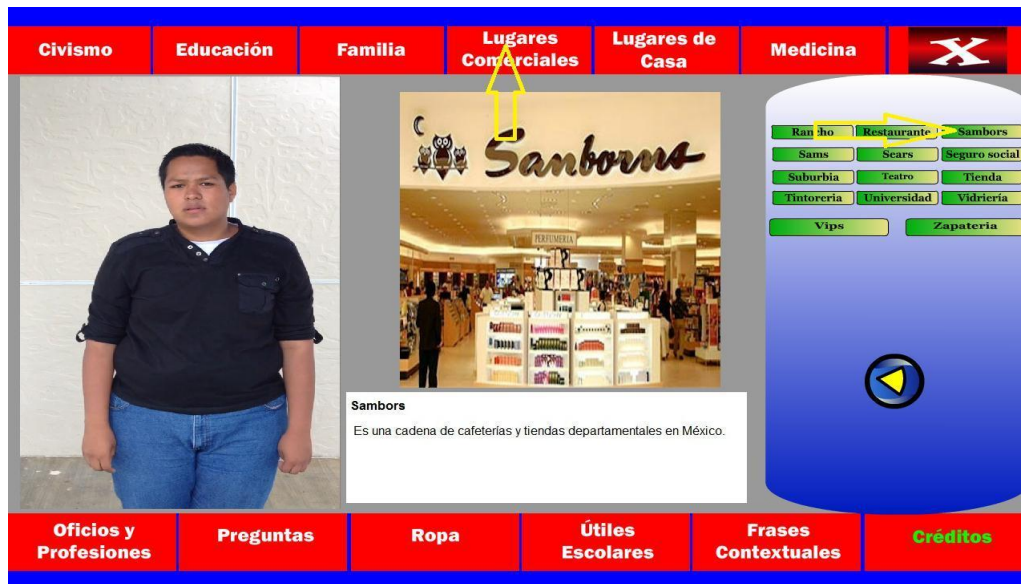 Civismo
Educación
Familia
Lugares
Comerciales
Lugares de
Casa
Medicina
X
Sanborns
PERFUMERIA
Sambors
Es una cadena de cafeterías y tiendas departamentales en México.
Rancho Restaurante Sambors
Sams Sears Seguro social
Suburbia Teatro Tienda
Tintoreria Universidad Vidriería
Vips Zapateria
Oficios y
Profesiones
Preguntas
Ropa
Útiles
Escolares
Frases
Contextuales
Créditos